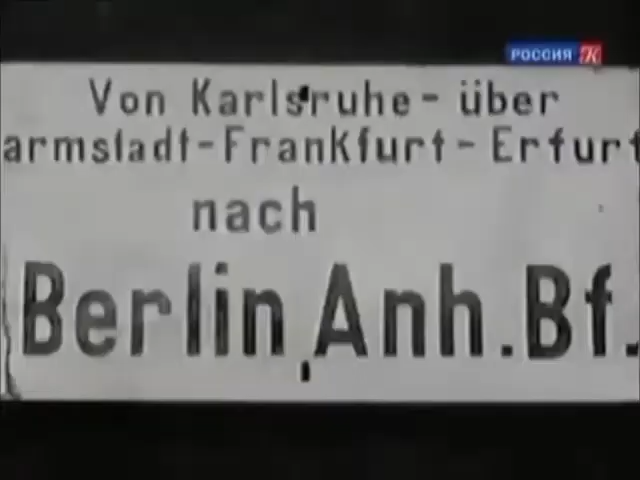 РОССИЯ К
Von Karlsruhe - über
armstadt - Frankfurt - Erfurt
nach
Berlin, Anh. Bf.